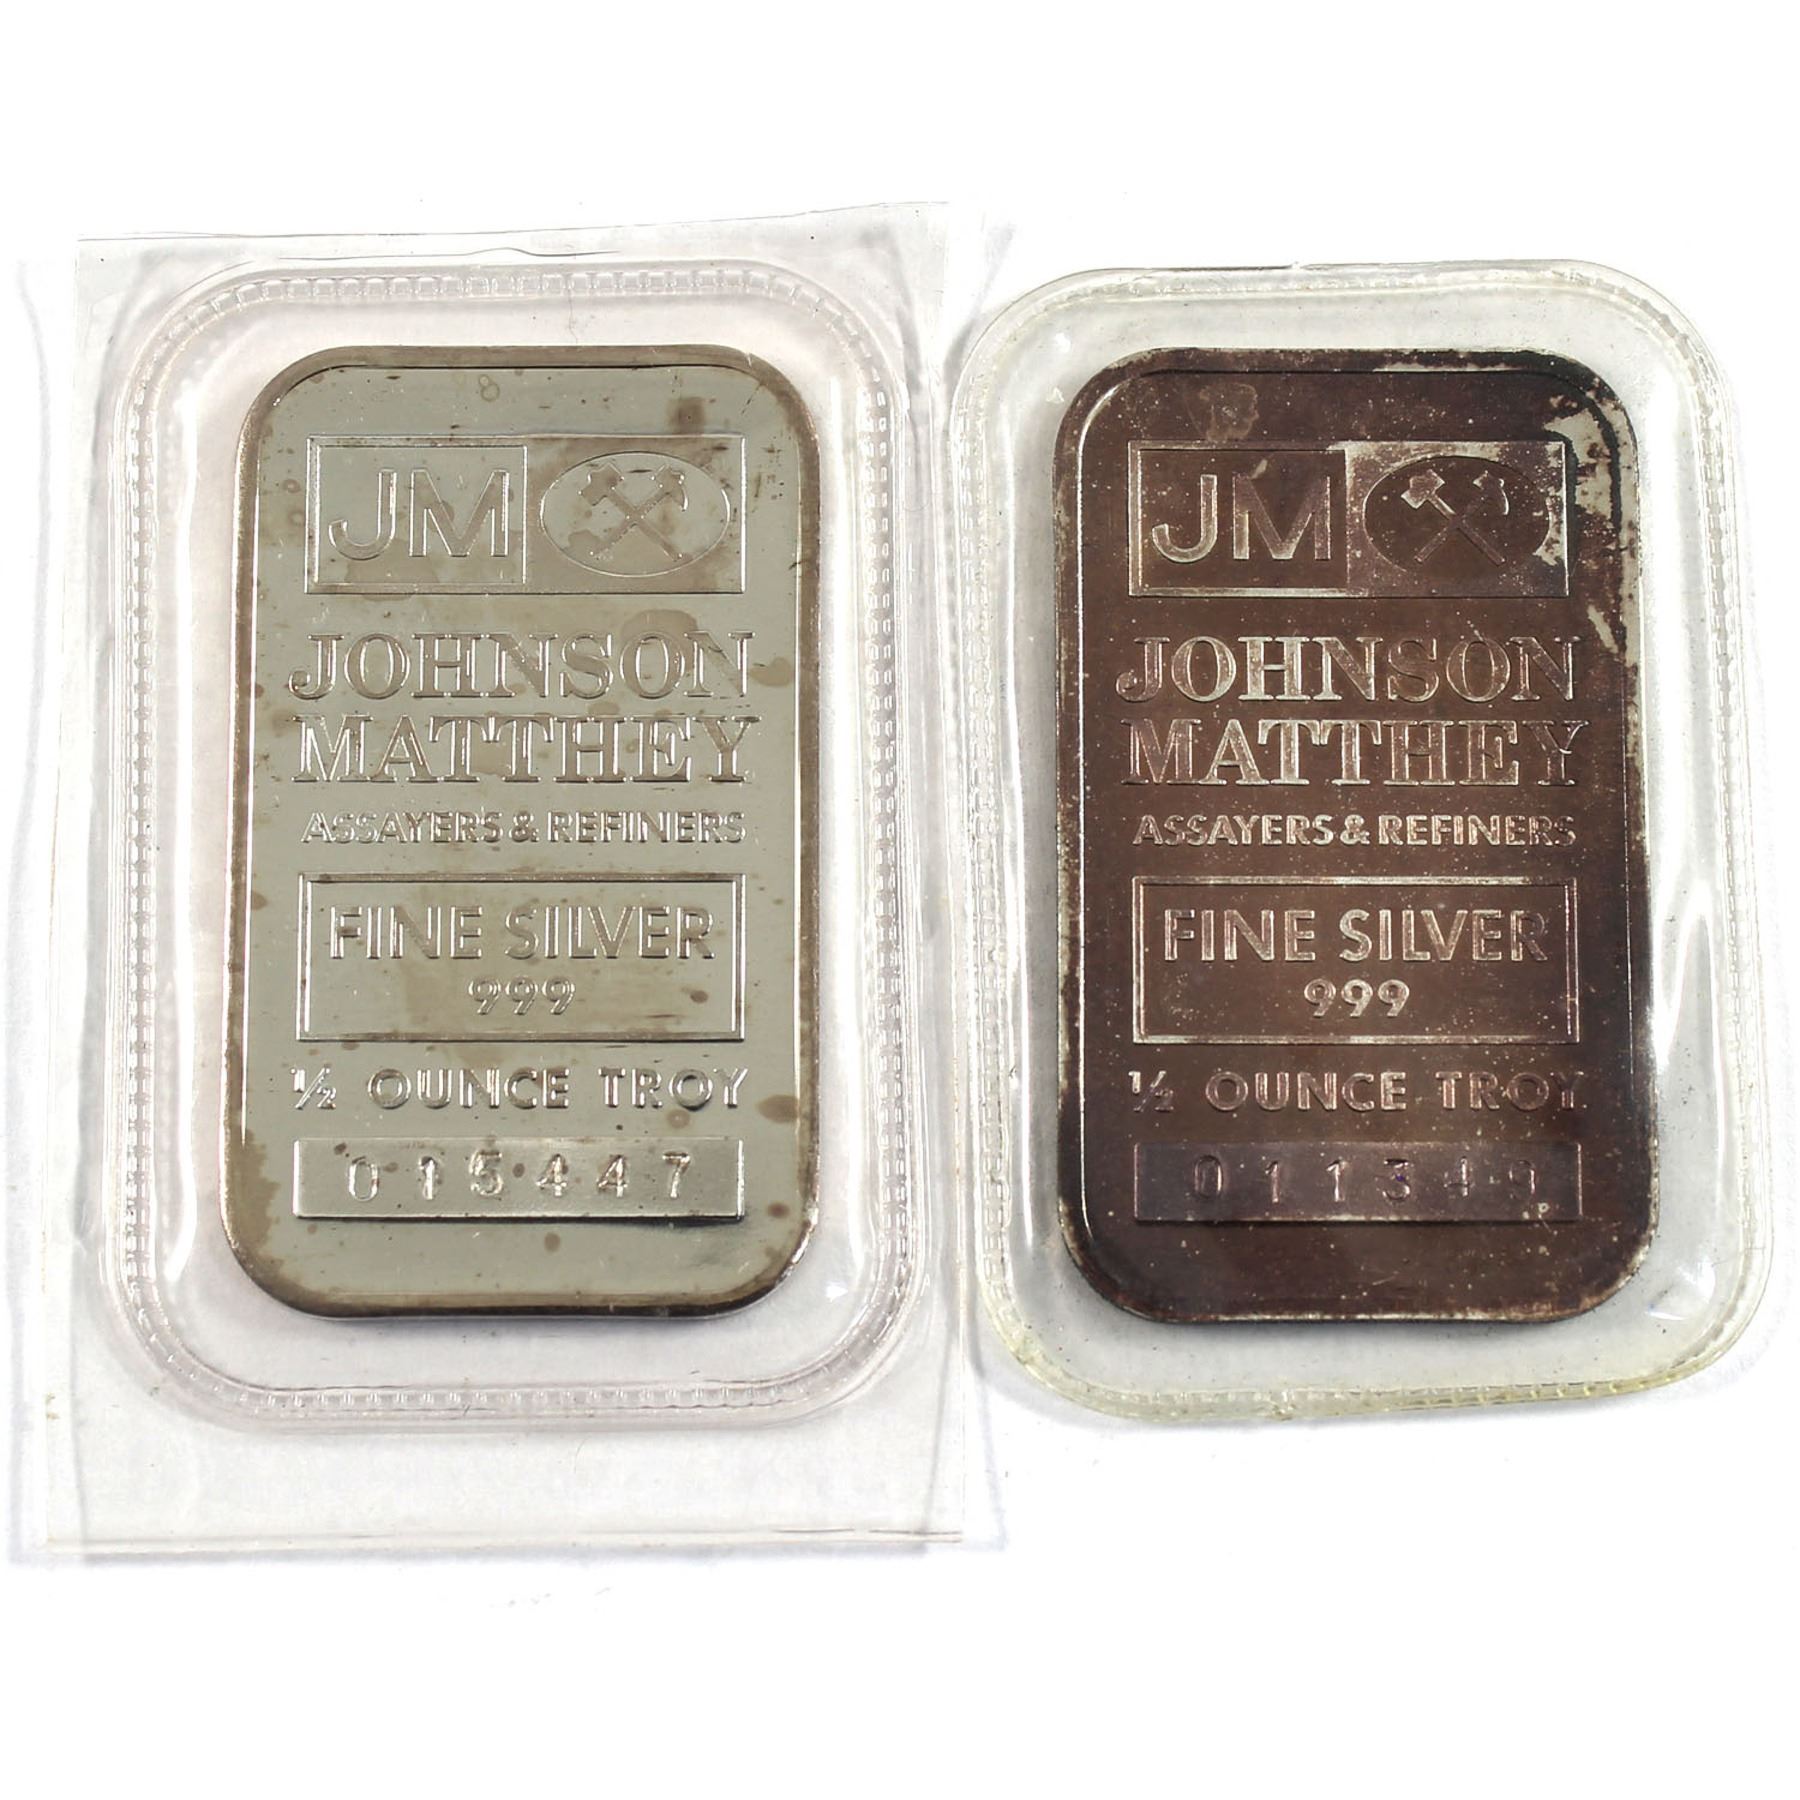 JM
JOHNSON
MATTHEY
ASSAYERS & REFINERS
FINE SILVER
999
½ OUNCE TROY
015447
JM
JOHNSON
MATTHEY
ASSAYERS & REFINERS
FINE SILVER
999
½ OUNCE TROY
011349